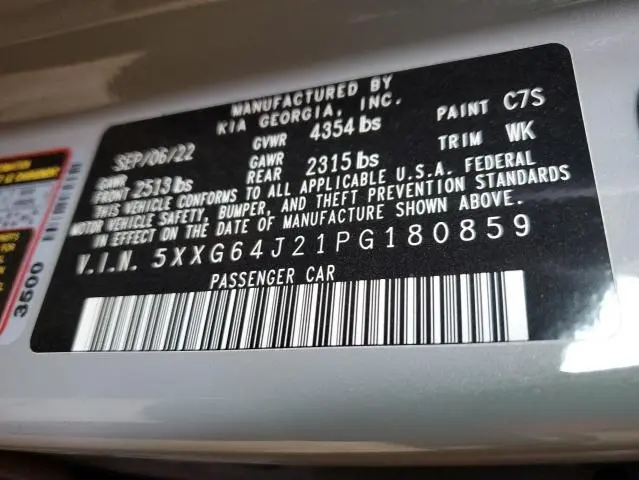 MANUFACTURED BY
KIA GEORGIA, INC.
SEP/06/22 GVWR 4354 lbs PAINT C7S
GAWR FRONT 2513 lbs GAWR REAR 2315 lbs TRIM WK
THIS VEHICLE CONFORMS TO ALL APPLICABLE U.S.A. FEDERAL
MOTOR VEHICLE SAFETY, BUMPER, AND THEFT PREVENTION STANDARDS
IN EFFECT ON THE DATE OF MANUFACTURE SHOWN ABOVE.
V.I.N. 5XXG64J21PG180859
PASSENGER CAR
3500